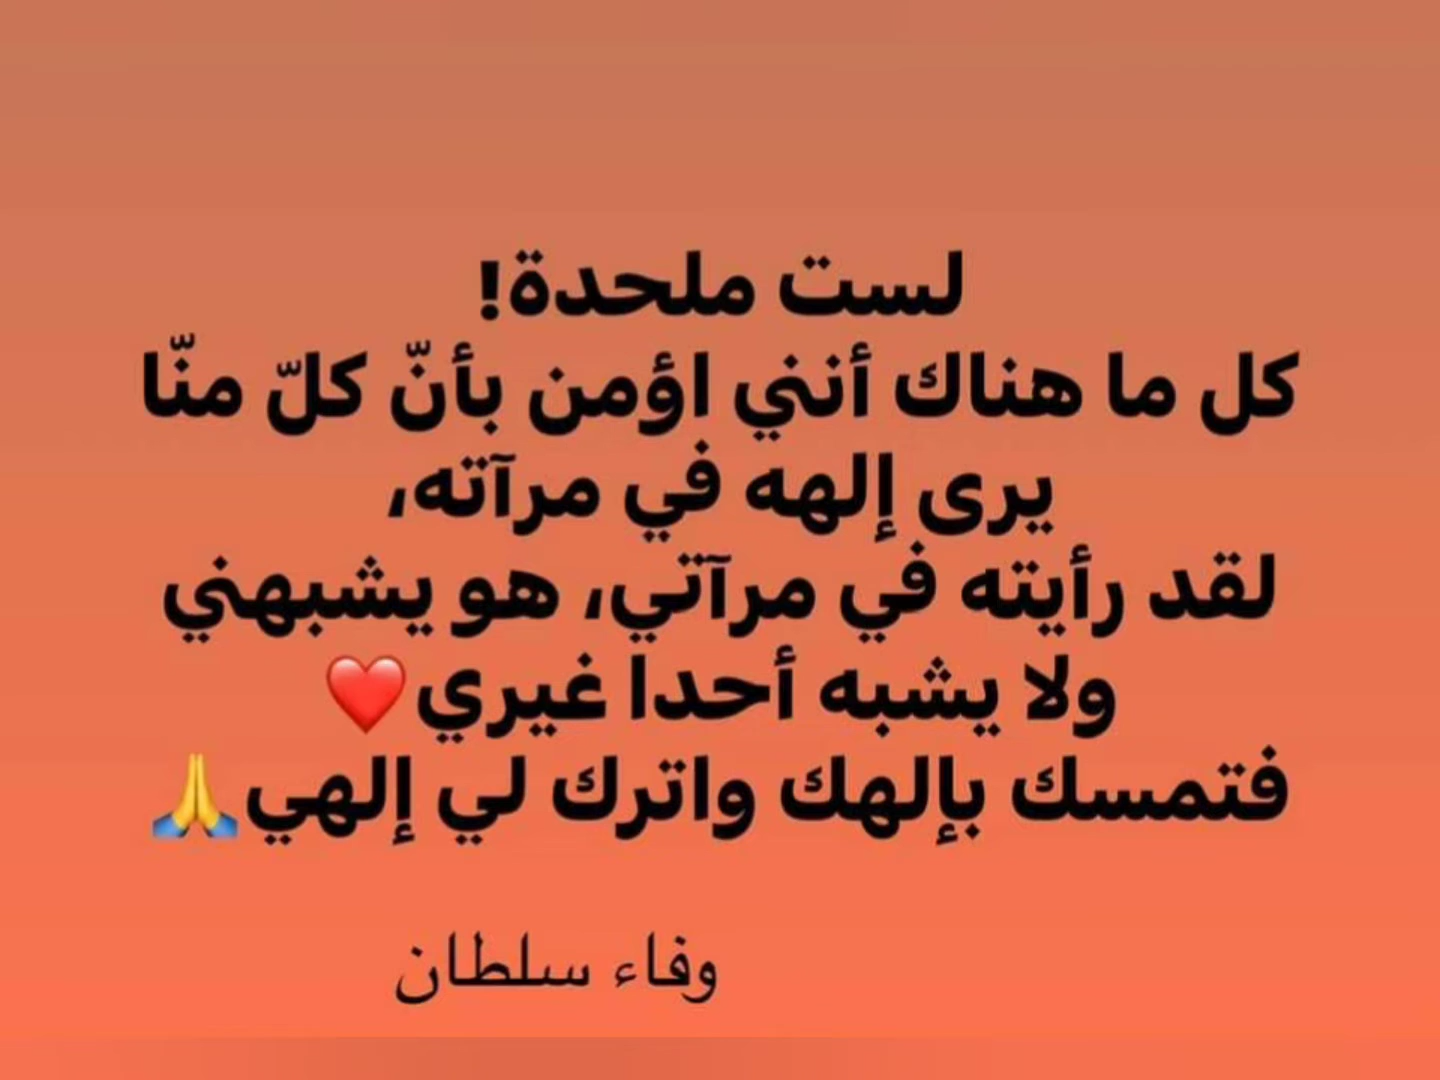 لست ملحدة!
كل ما هناك أنني اؤمن بأنّ كلّ منّا
يرى إلهه في مرآته،
لقد رأيته في مرآتي، هو يشبهني
ولا يشبه أحدا غيري❤️
فتمسك بإلهك واترك لي إلهي🙏
وفاء سلطان